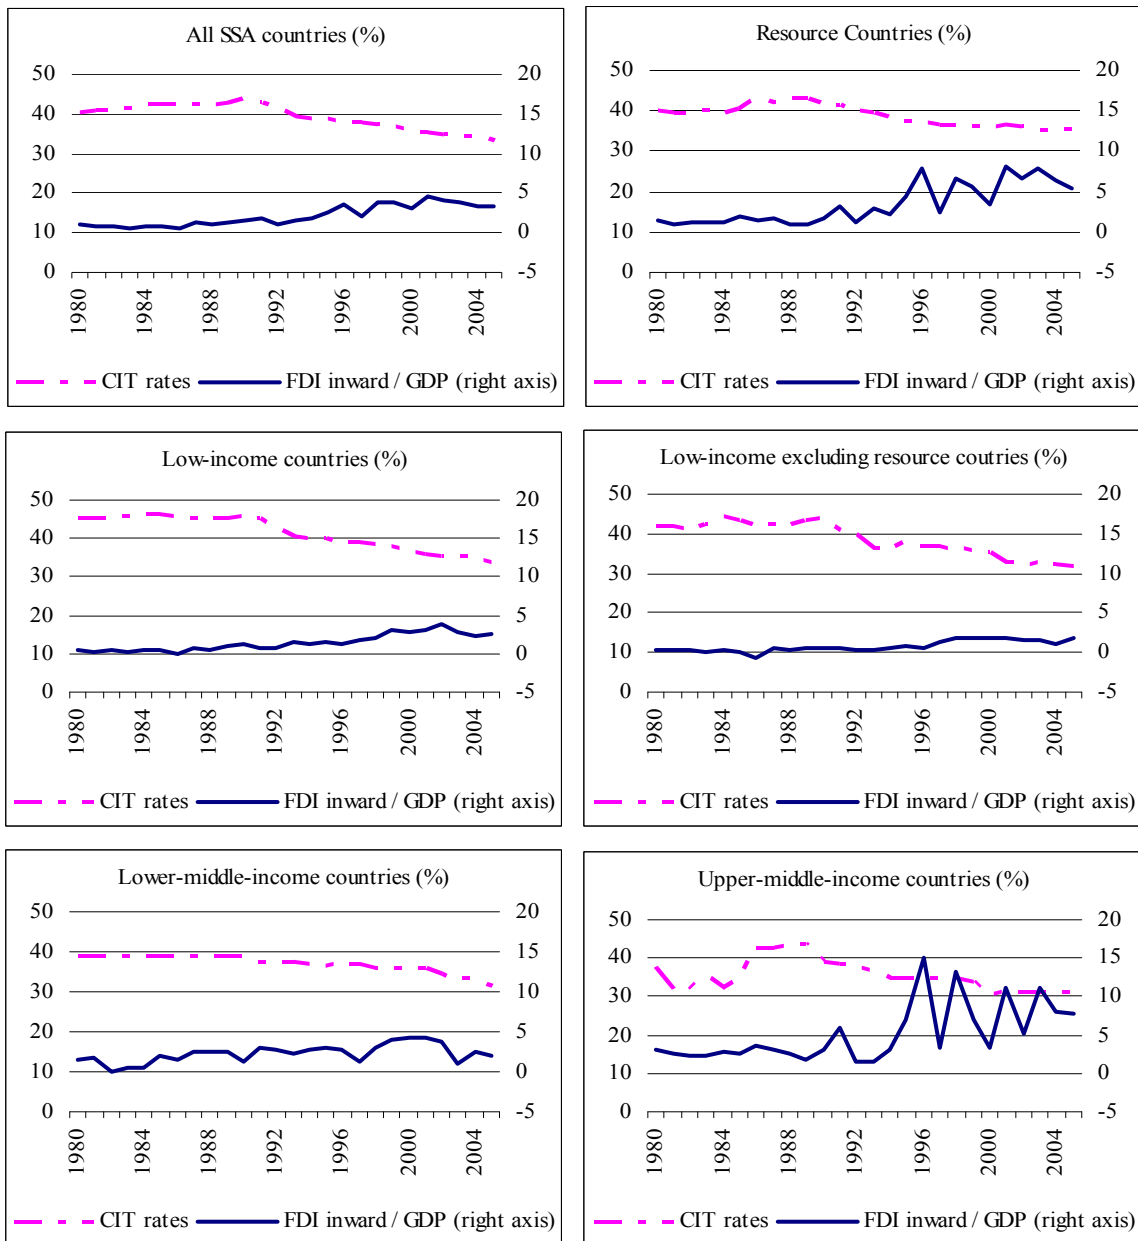 All SSA countries (%)
50 20
40 15
30 10
20 5
10 0
0 -5
1980 1984 1988 1992 1996 2000 2004
CIT rates FDI inward / GDP (right axis)
Resource Countries (%)
50 20
40 15
30 10
20 5
10 0
0 -5
1980 1984 1988 1992 1996 2000 2004
CIT rates FDI inward / GDP (right axis)
Low-income countries (%)
50 20
40 15
30 10
20 5
10 0
0 -5
1980 1984 1988 1992 1996 2000 2004
CIT rates FDI inward / GDP (right axis)
Low-income excluding resource coutries (%)
50 20
40 15
30 10
20 5
10 0
0 -5
1980 1984 1988 1992 1996 2000 2004
CIT rates FDI inward / GDP (right axis)
Lower-middle-income countries (%)
50 20
40 15
30 10
20 5
10 0
0 -5
1980 1984 1988 1992 1996 2000 2004
CIT rates FDI inward / GDP (right axis)
Upper-middle-income countries (%)
50 20
40 15
30 10
20 5
10 0
0 -5
1980 1984 1988 1992 1996 2000 2004
CIT rates FDI inward / GDP (right axis)